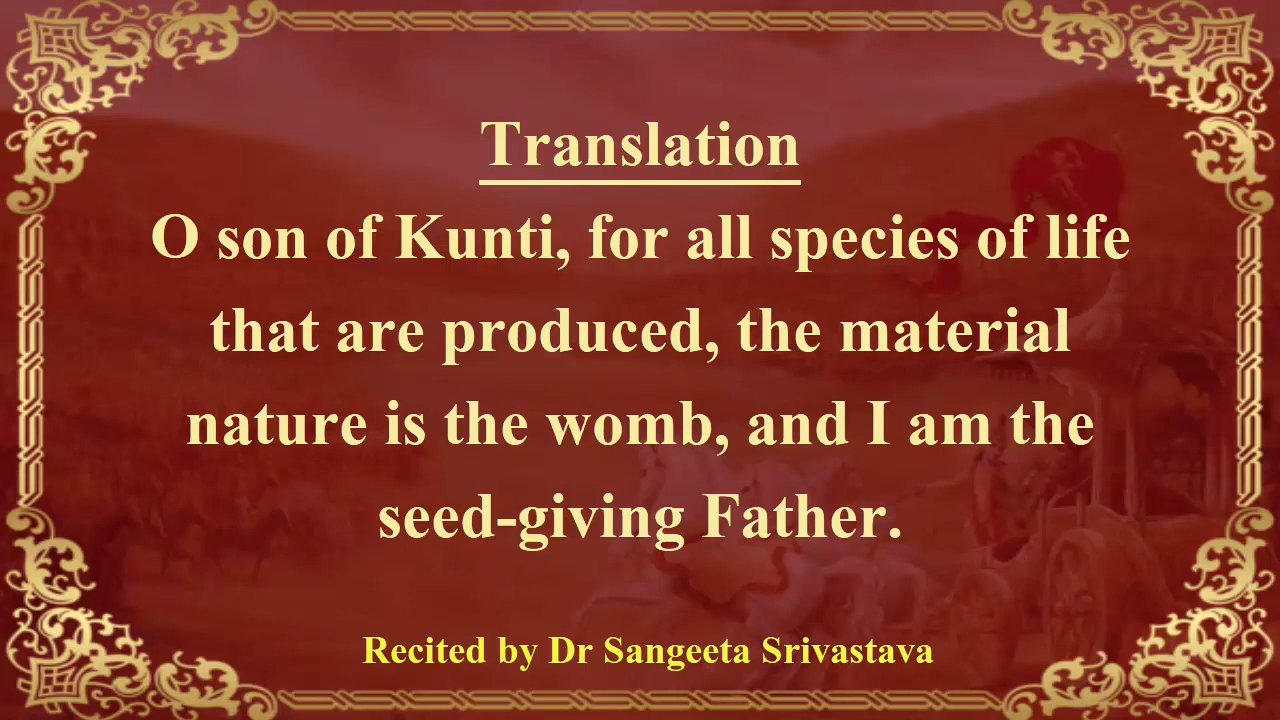 Translation
O son of Kunti, for all species of life
that are produced, the material
nature is the womb, and I am the
seed-giving Father.
Recited by Dr Sangeeta Srivastava